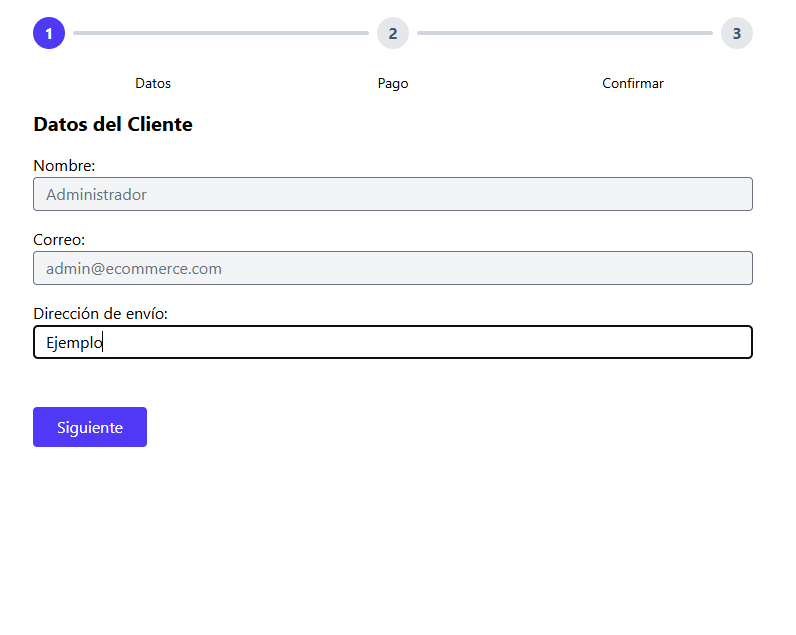 1 2 3
Datos Pago Confirmar
Datos del Cliente
Nombre:
Administrador
Correo:
admin@ecommerce.com
Dirección de envío:
Ejemplo
Siguiente